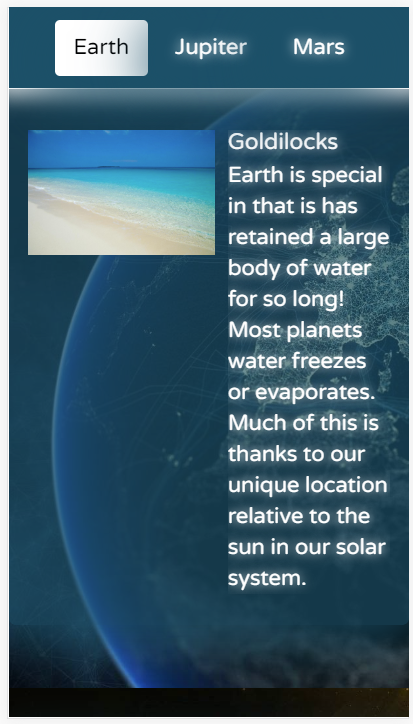 Earth Jupiter Mars
Goldilocks
Earth is special
in that is has
retained a large
body of water
for so long!
Most planets
water freezes
or evaporates.
Much of this is
thanks to our
unique location
relative to the
sun in our solar
system.